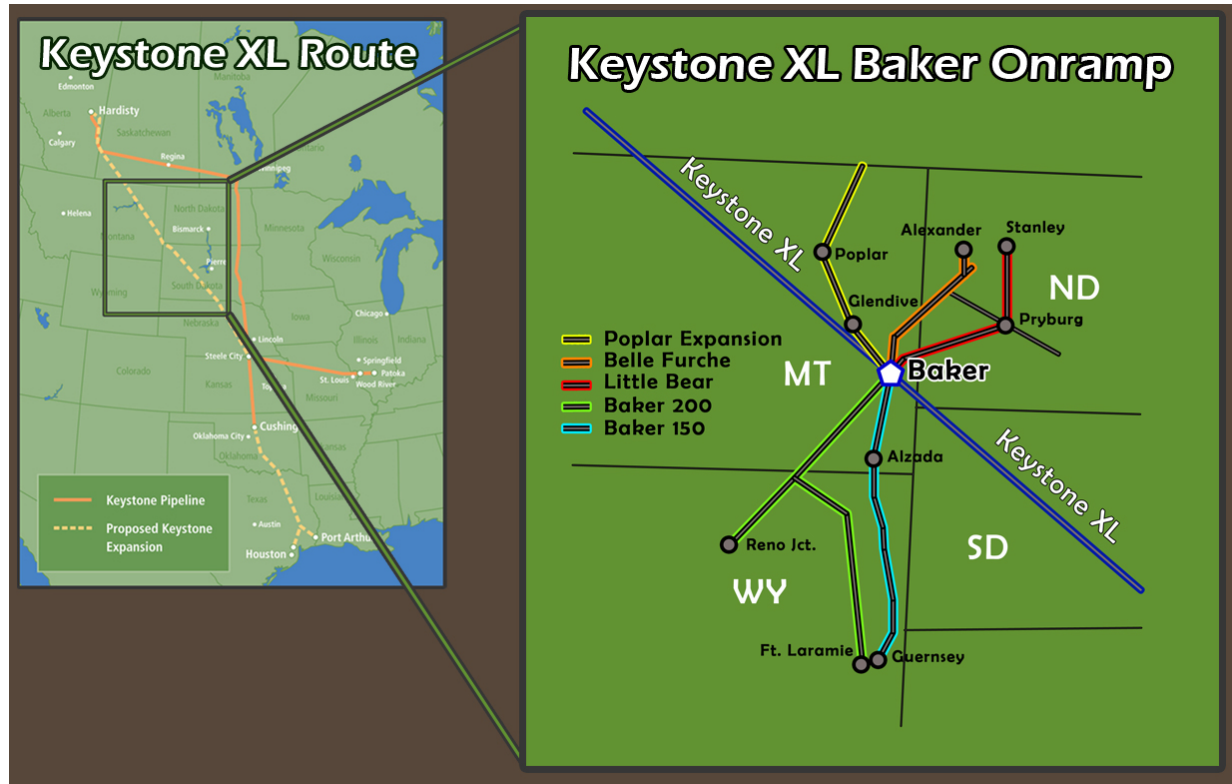 Keystone XL Route
Edmonton
Hardisty
Alberta
Saskatchewan
Manitoba
Calgary
Regina
Ontario
Winnipeg
Helena
Montana
North Dakota
Bismarck
Minnesota
Pierre
South Dakota
Wisconsin
Wyoming
Nebraska
Iowa
Chicago
Lincoln
Illinois
Indiana
Steele City
Springfield
Patoka
Wood River
St. Louis
Colorado
Kansas
Missouri
Cushing
Oklahoma City
Oklahoma
Arkansas
Texas
Louisiana
Austin
Houston
Port Arthur
Keystone Pipeline
Proposed Keystone
Expansion
Keystone XL Baker Onramp
Keystone XL
Poplar
Alexander
Stanley
Glendive
ND
Pryburg
Poplar Expansion
Belle Furche
Little Bear
Baker 200
Baker 150
MT
Baker
Alzada
Keystone XL
Reno Jct.
SD
WY
Ft. Laramie
Guernsey